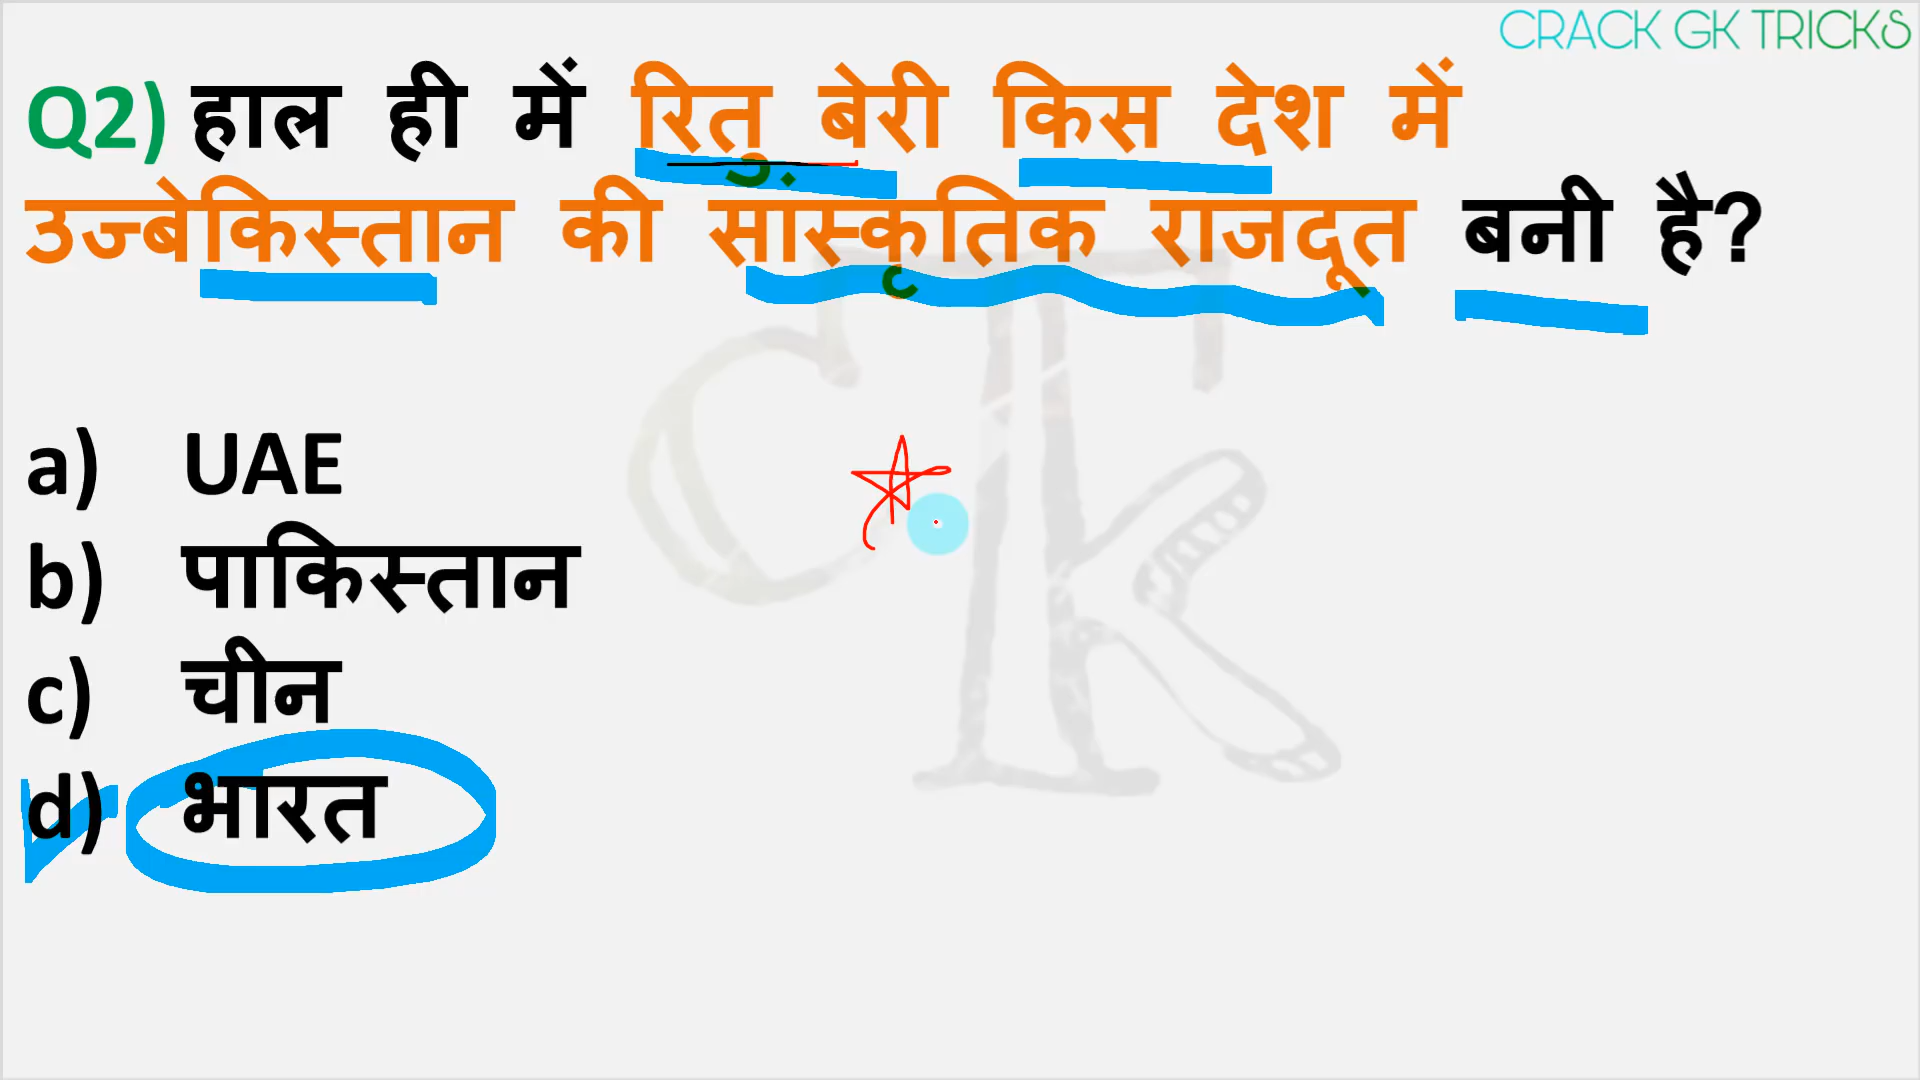 CRACK GK TRICKS
Q2) हाल ही में रितु बेरी किस देश में
उज्बेकिस्तान की सास्कृतिक राजदूत बनी है?
a) UAE
b) पाकिस्तान
c) चीन
d) भारत